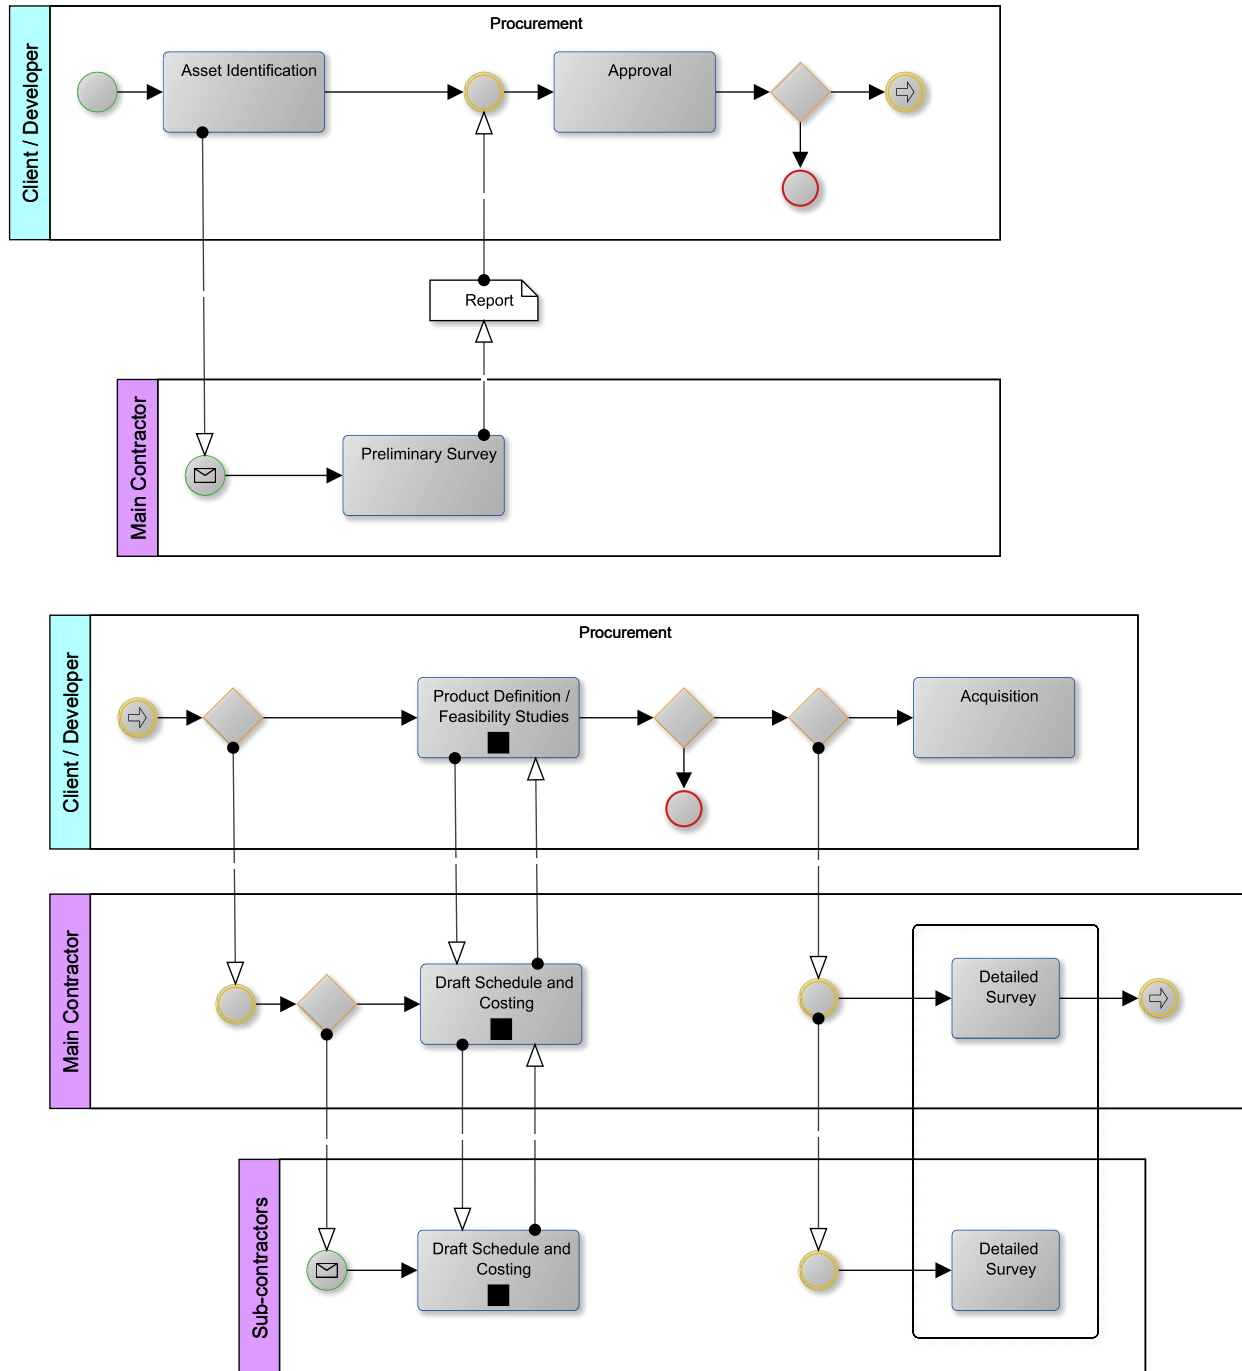 Procurement
Client / Developer
Asset Identification
Approval
Report
Main Contractor
Preliminary Survey
Procurement
Client / Developer
Product Definition /
Feasibility Studies
Acquisition
Main Contractor
Draft Schedule and
Costing
Detailed
Survey
Sub-contractors
Draft Schedule and
Costing
Detailed
Survey